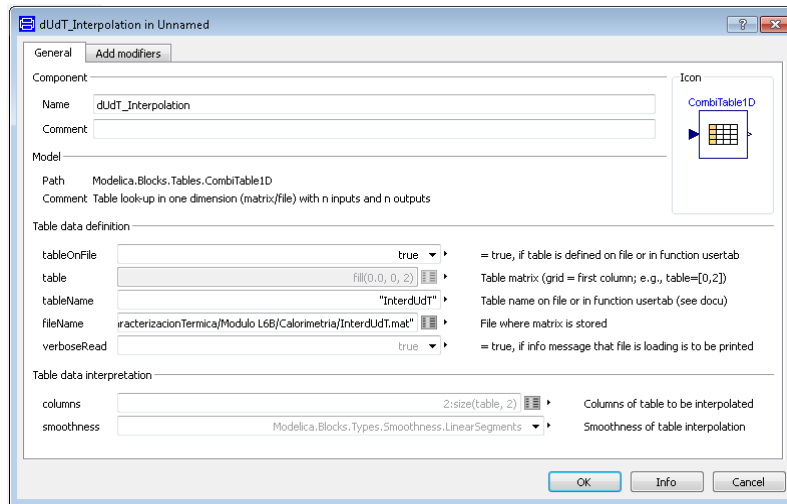 dUdT_Interpolation in Unnamed
General Add modifiers
Component
Name dUdT_Interpolation
Comment
Icon
CombiTable1D
Model
Path Modelica.Blocks.Tables.CombiTable1D
Comment Table look-up in one dimension (matrix/file) with n inputs and n outputs
Table data definition
tableOnFile true = true, if table is defined on file or in function usertab
table fill(0.0, 0, 2) Table matrix (grid = first column; e.g., table=[0,2])
tableName "InterdUdT" Table name on file or in function usertab (see docu)
fileName aracterizacionTermica/Modulo L6B/Calorimetria/InterdUdT.mat" File where matrix is stored
verboseRead true = true, if info message that file is loading is to be printed
Table data interpretation
columns 2:size(table, 2) Columns of table to be interpolated
smoothness Modelica.Blocks.Types.Smoothness.LinearSegments Smoothness of table interpolation
OK Info Cancel